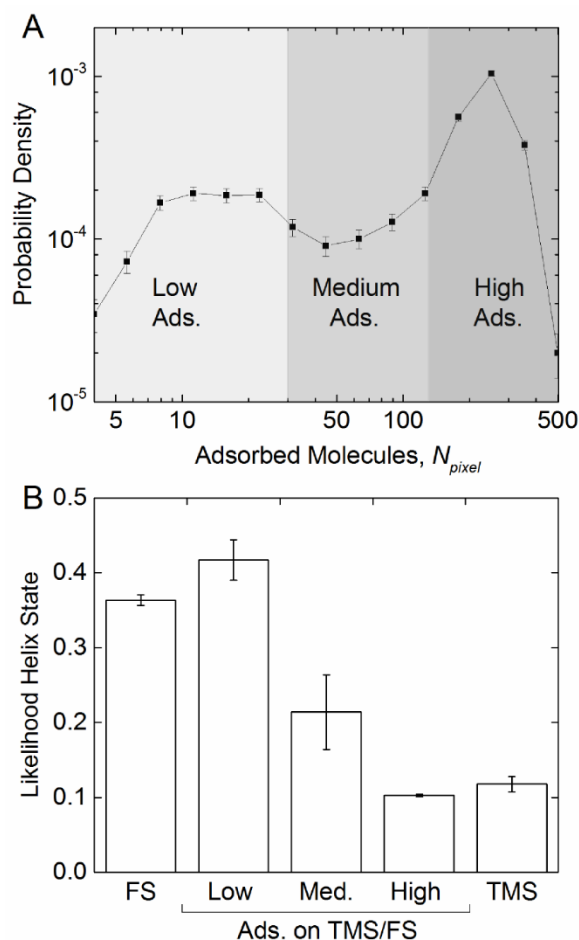 A
10⁻³
10⁻⁴
10⁻⁵
Probability Density
Low
Ads.
Medium
Ads.
High
Ads.
5 10 50 100 500
Adsorbed Molecules, N_pixel
B
0.5
0.4
0.3
0.2
0.1
0.0
Likelihood Helix State
FS Low Med. High TMS
Ads. on TMS/FS